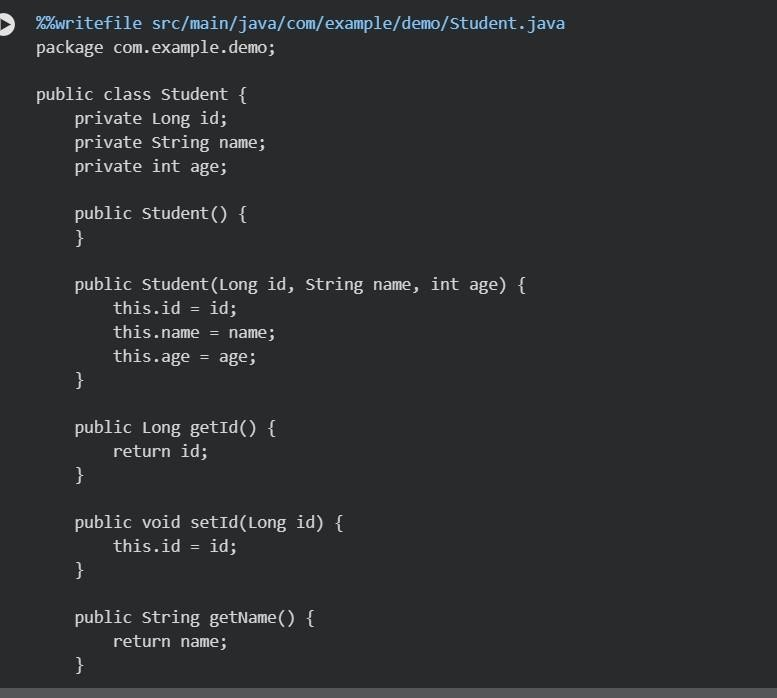 %%writefile src/main/java/com/example/demo/Student.java
package com.example.demo;

public class Student {
    private Long id;
    private String name;
    private int age;

    public Student() {
    }

    public Student(Long id, String name, int age) {
        this.id = id;
        this.name = name;
        this.age = age;
    }

    public Long getId() {
        return id;
    }

    public void setId(Long id) {
        this.id = id;
    }

    public String getName() {
        return name;
    }